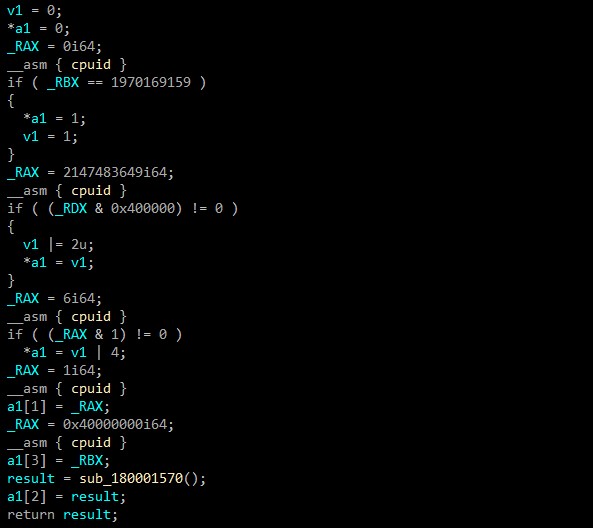 v1 = 0;
*a1 = 0;
_RAX = 0i64;
__asm { cpuid }
if ( _RBX == 1970169159 )
{
  *a1 = 1;
  v1 = 1;
}
_RAX = 2147483649i64;
__asm { cpuid }
if ( (_RDX & 0x400000) != 0 )
{
  v1 |= 2u;
  *a1 = v1;
}
_RAX = 6i64;
__asm { cpuid }
if ( (_RAX & 1) != 0 )
  *a1 = v1 | 4;
_RAX = 1i64;
__asm { cpuid }
a1[1] = _RAX;
_RAX = 0x40000000i64;
__asm { cpuid }
a1[3] = _RBX;
result = sub_180001570();
a1[2] = result;
return result;